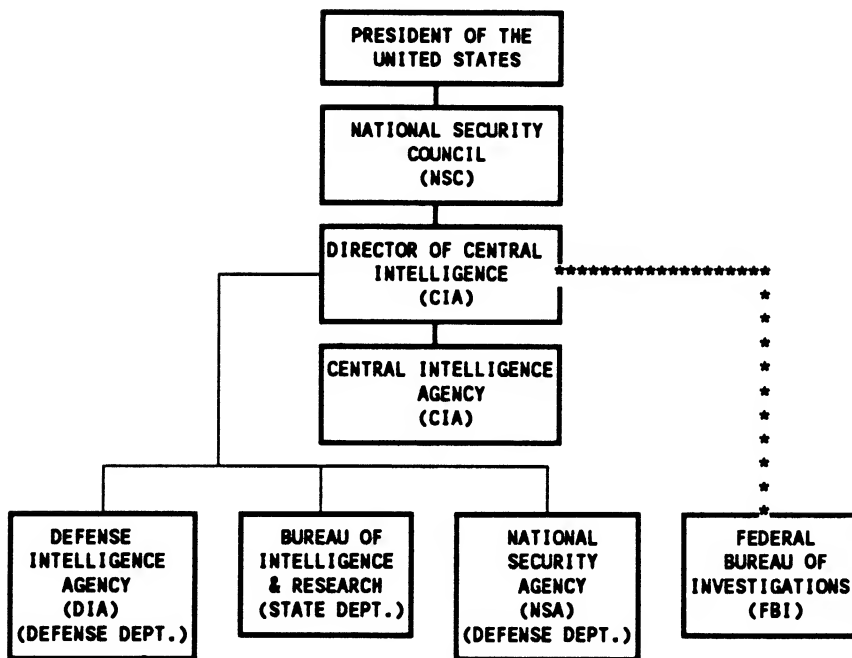 PRESIDENT OF THE
UNITED STATES
NATIONAL SECURITY
COUNCIL
(NSC)
DIRECTOR OF CENTRAL
INTELLIGENCE
(CIA)
CENTRAL INTELLIGENCE
AGENCY
(CIA)
DEFENSE
INTELLIGENCE
AGENCY
(DIA)
(DEFENSE DEPT.)
BUREAU OF
INTELLIGENCE
& RESEARCH
(STATE DEPT.)
NATIONAL
SECURITY
AGENCY
(NSA)
(DEFENSE DEPT.)
FEDERAL
BUREAU OF
INVESTIGATIONS
(FBI)